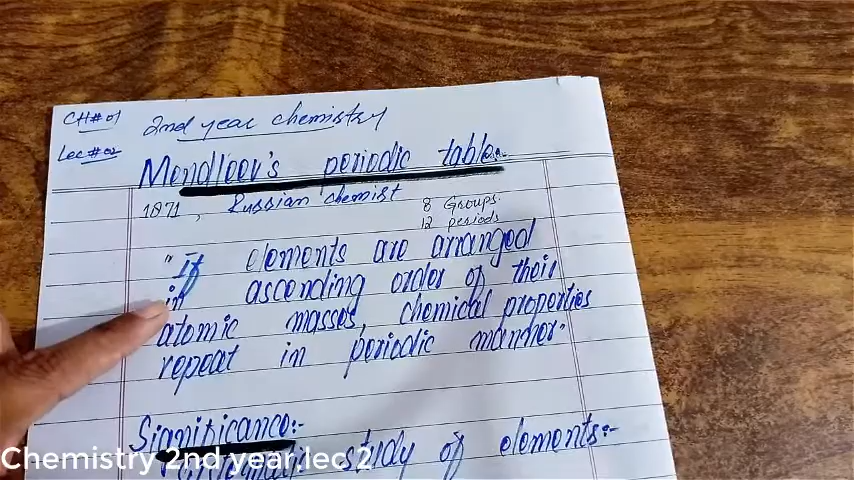 CH# 01
2nd year chemistry
Lec# 02
Mendleev's periodic table
1871, Russian chemist
8 Groups.
12 periods
"If elements are arranged
in ascending order of their
atomic masses, chemical properties
repeat in periodic manner"
Significance:-
study of elements:-
Chemistry 2nd year,lec 2